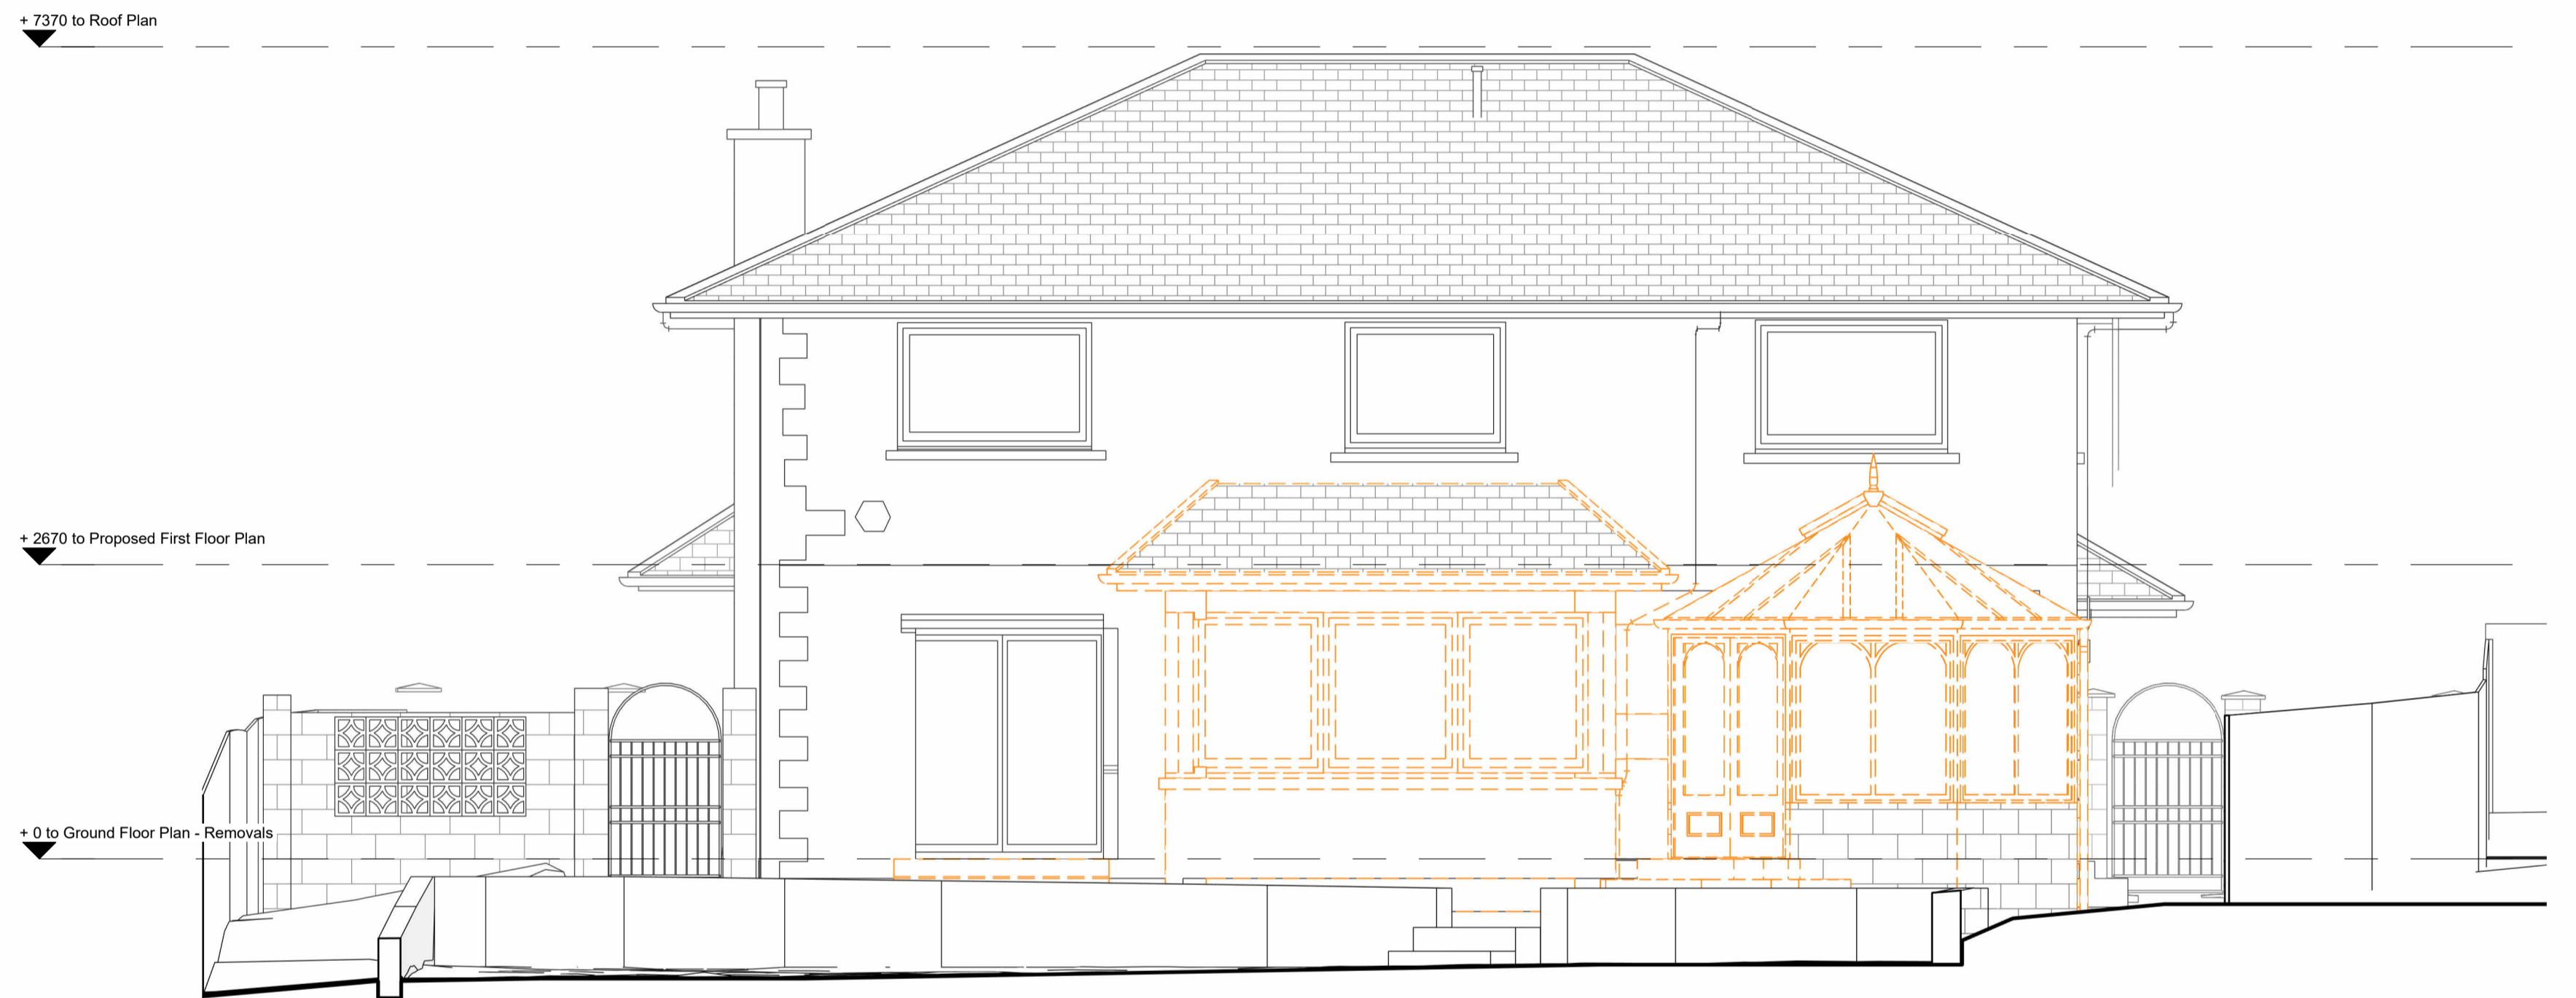 + 7370 to Roof Plan
+ 2670 to Proposed First Floor Plan
+ 0 to Ground Floor Plan - Removals